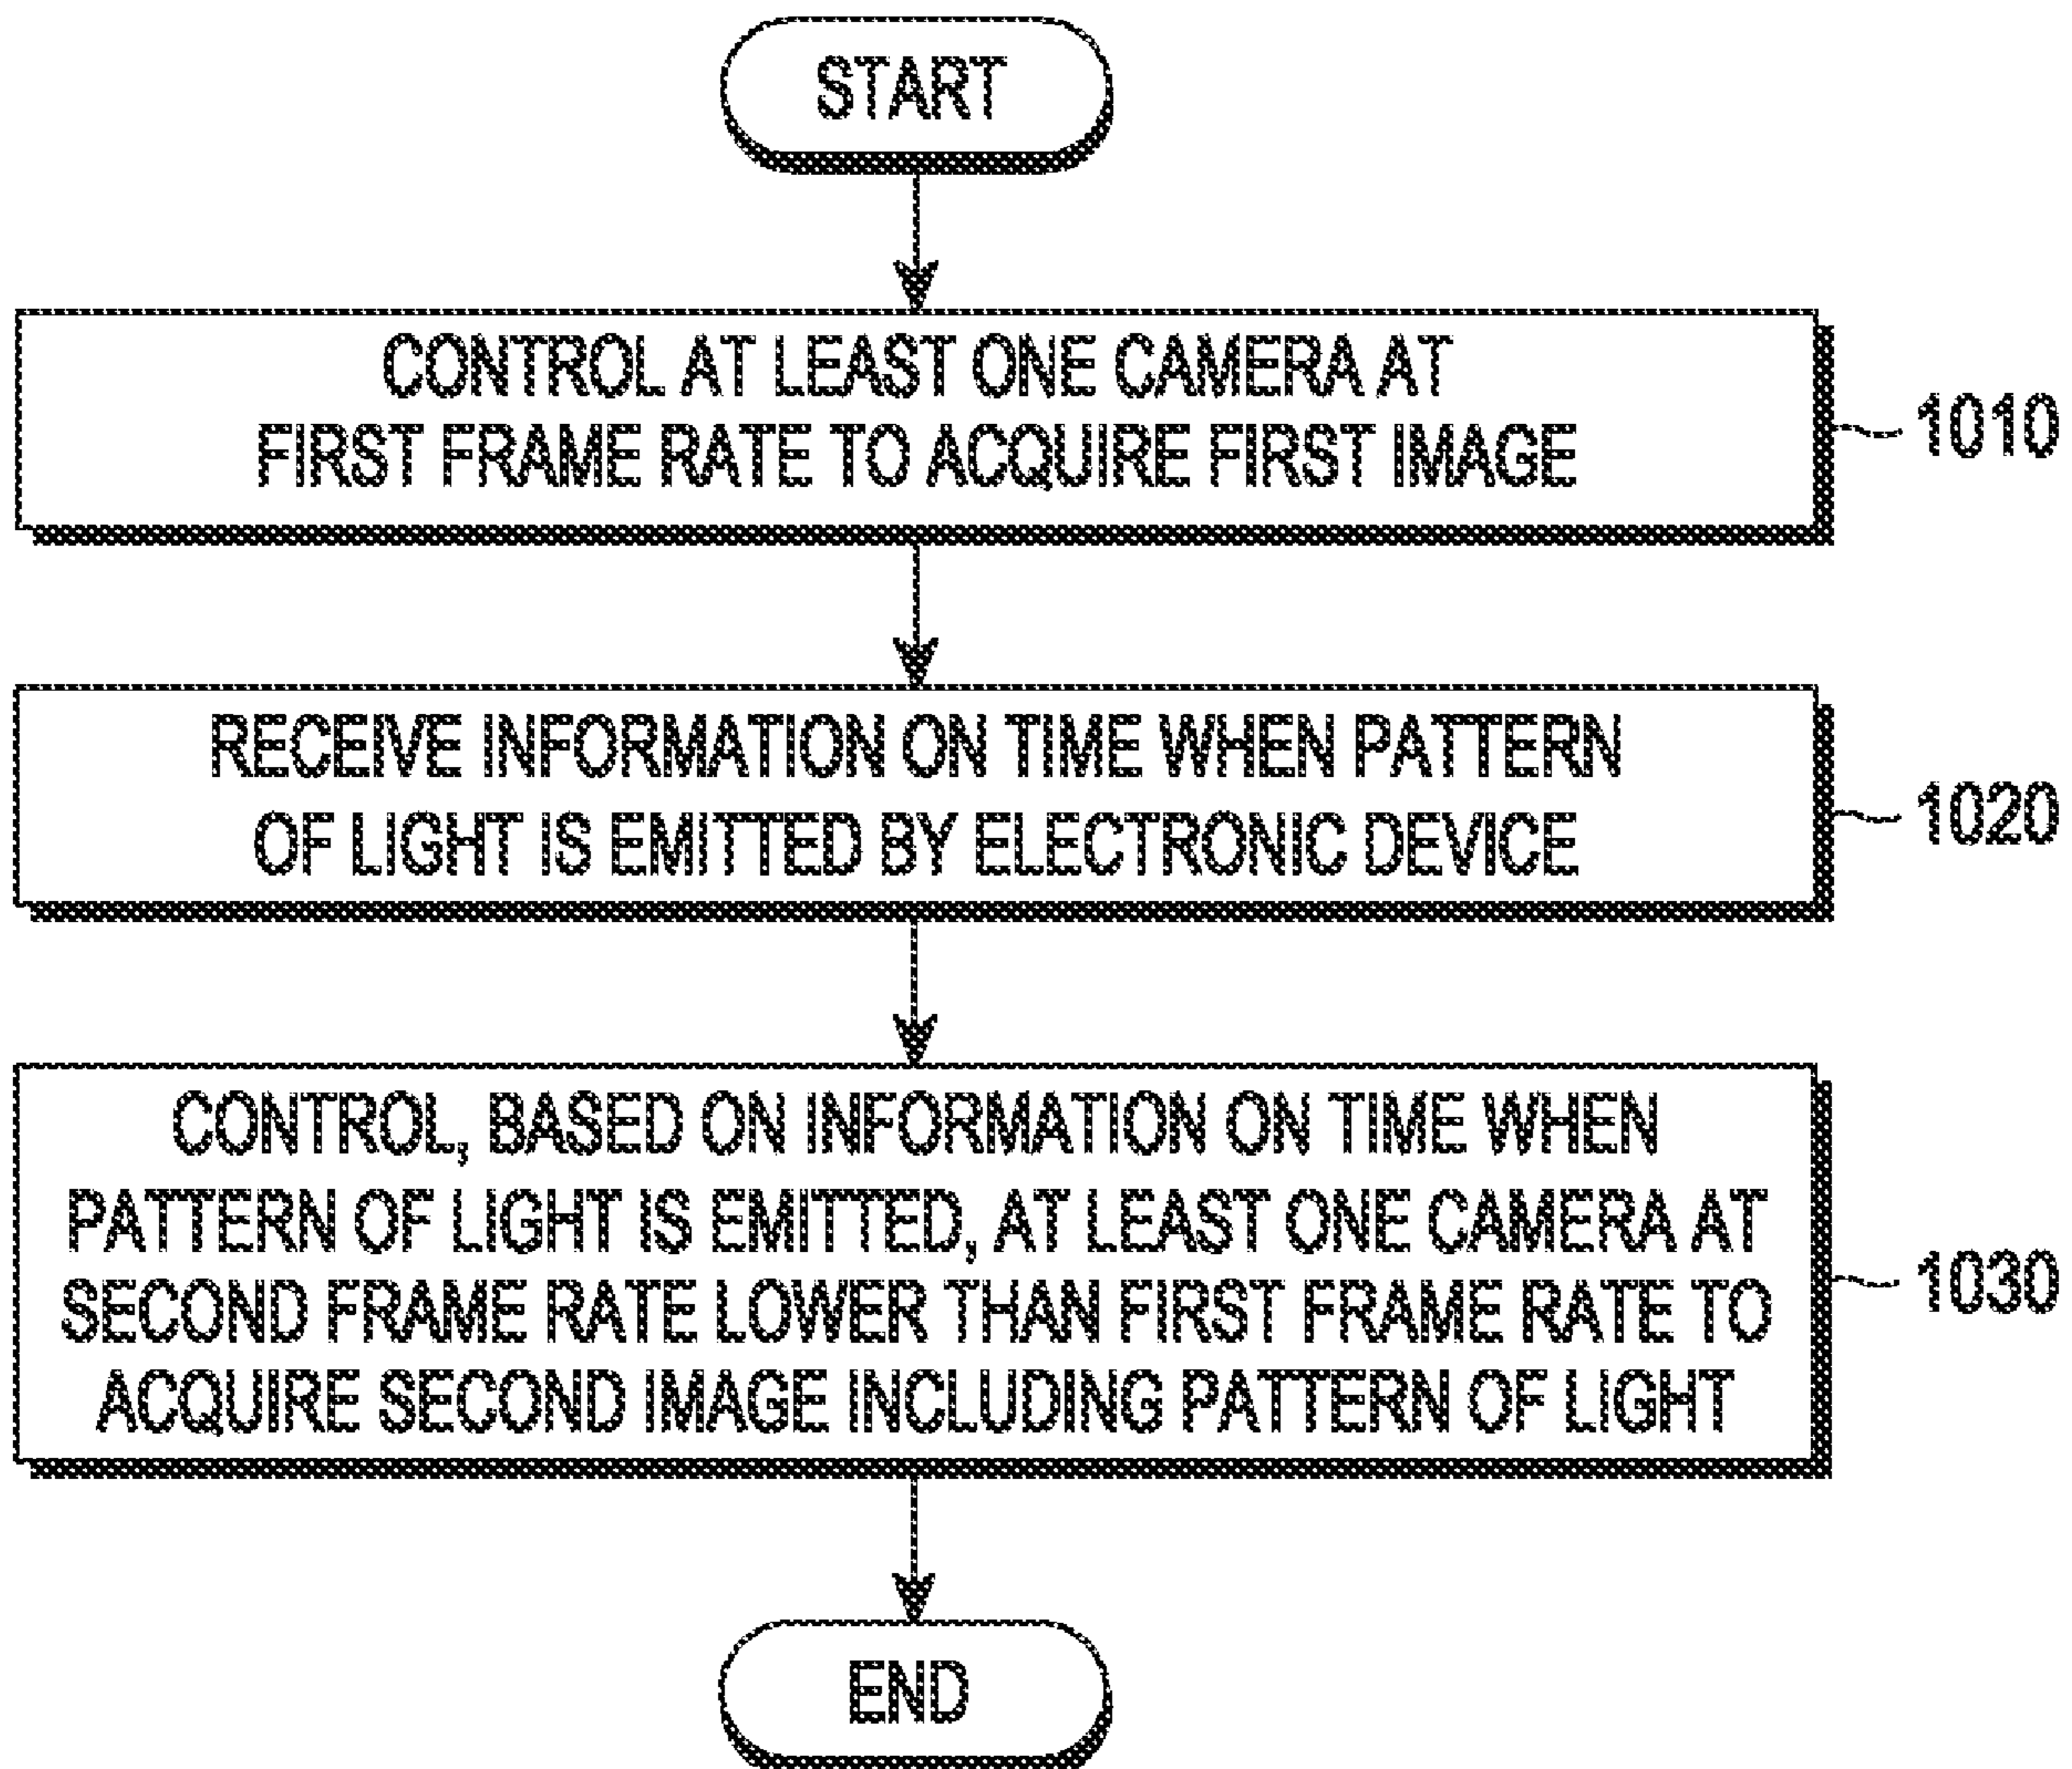 START
CONTROL AT LEAST ONE CAMERA AT
FIRST FRAME RATE TO ACQUIRE FIRST IMAGE
1010
RECEIVE INFORMATION ON TIME WHEN PATTERN
OF LIGHT IS EMITTED BY ELECTRONIC DEVICE
1020
CONTROL, BASED ON INFORMATION ON TIME WHEN
PATTERN OF LIGHT IS EMITTED, AT LEAST ONE CAMERA AT
SECOND FRAME RATE LOWER THAN FIRST FRAME RATE TO
ACQUIRE SECOND IMAGE INCLUDING PATTERN OF LIGHT
1030
END